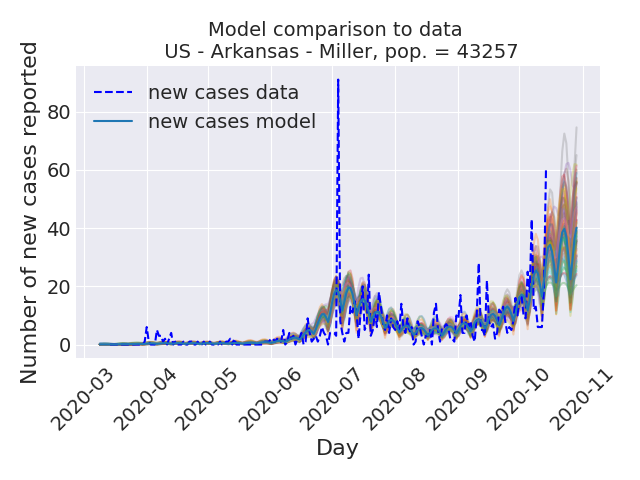 Model comparison to data
US - Arkansas - Miller, pop. = 43257
new cases data
new cases model
Number of new cases reported
80
60
40
20
0
2020-03
2020-04
2020-05
2020-06
2020-07
2020-08
2020-09
2020-10
2020-11
Day